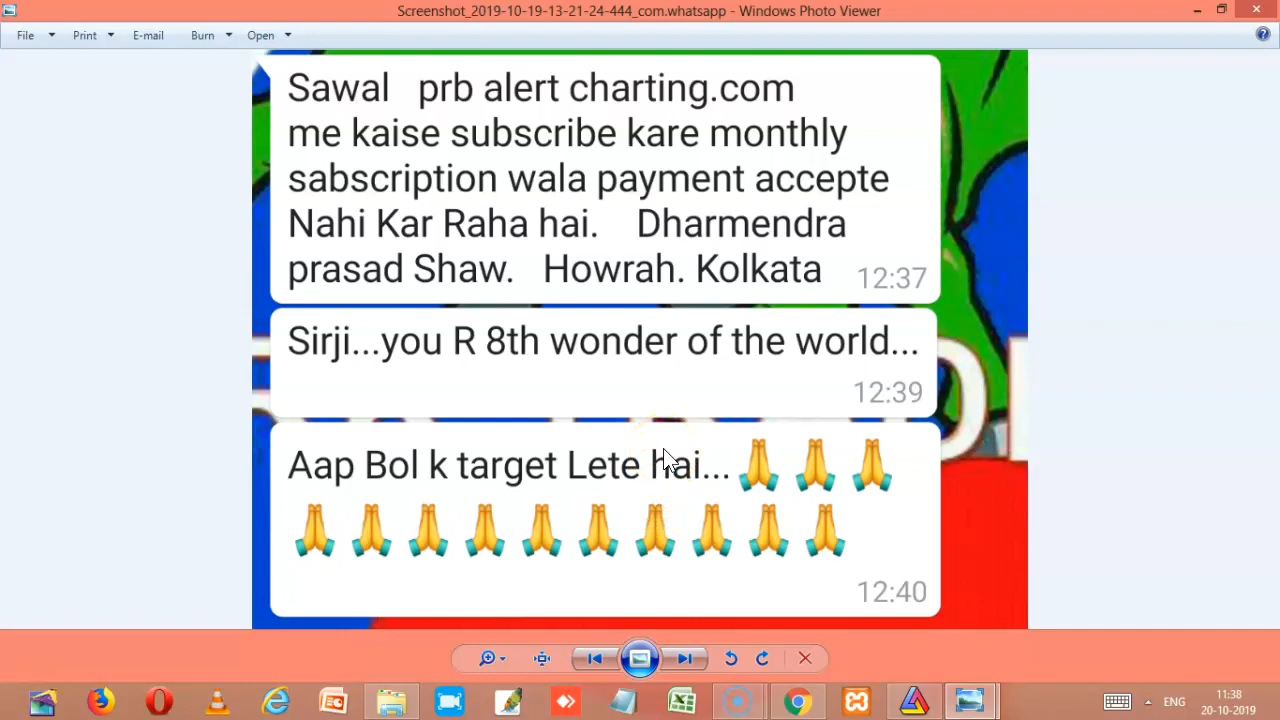 Screenshot_2019-10-19-13-21-24-444_com.whatsapp - Windows Photo Viewer
File Print E-mail Burn Open
Sawal prb alert charting.com
me kaise subscribe kare monthly
sabscription wala payment accepte
Nahi Kar Raha hai. Dharmendra
prasad Shaw. Howrah. Kolkata 12:37
Sirji...you R 8th wonder of the world...
12:39
Aap Bol k target Lete hai...🙏🙏🙏
🙏🙏🙏🙏🙏🙏🙏🙏🙏🙏
12:40
ENG 11:38
20-10-2019